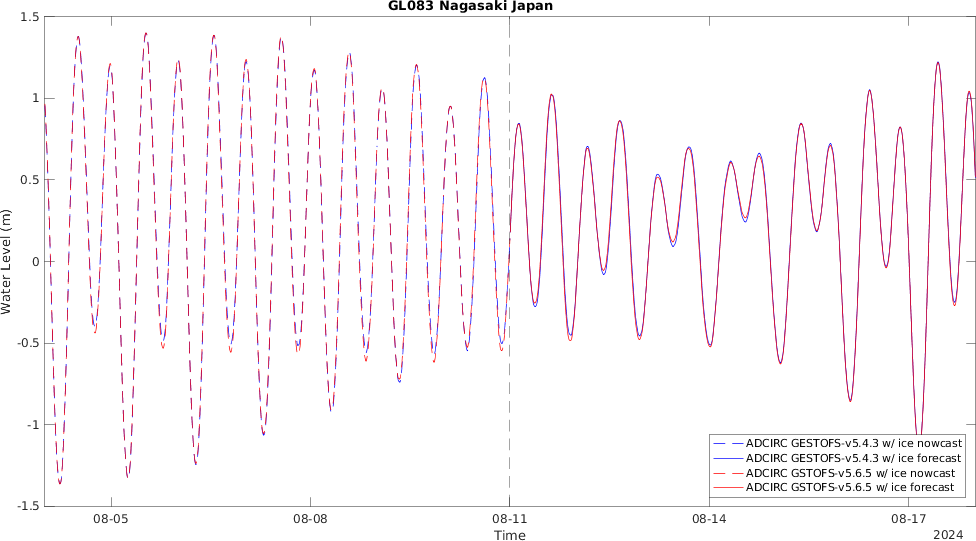 GL083 Nagasaki Japan
1.5
1
0.5
0
-0.5
-1
-1.5
Water Level (m)
08-05
08-08
08-11
08-14
08-17
Time
2024
ADCIRC GESTOFS-v5.4.3 w/ ice nowcast
ADCIRC GESTOFS-v5.4.3 w/ ice forecast
ADCIRC GSTOFS-v5.6.5 w/ ice nowcast
ADCIRC GSTOFS-v5.6.5 w/ ice forecast